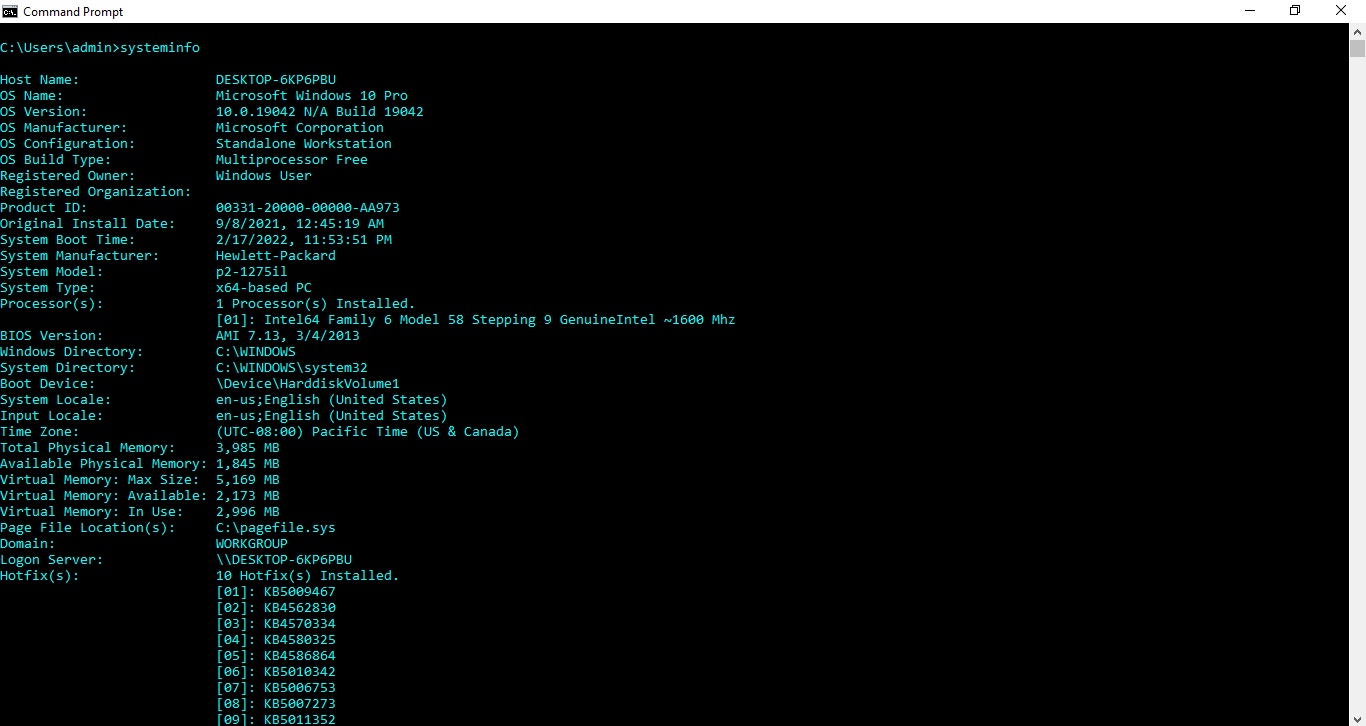 Command Prompt
C:\Users\admin>systeminfo
Host Name: DESKTOP-6KP6PBU
OS Name: Microsoft Windows 10 Pro
OS Version: 10.0.19042 N/A Build 19042
OS Manufacturer: Microsoft Corporation
OS Configuration: Standalone Workstation
OS Build Type: Multiprocessor Free
Registered Owner: Windows User
Registered Organization:
Product ID: 00331-20000-00000-AA973
Original Install Date: 9/8/2021, 12:45:19 AM
System Boot Time: 2/17/2022, 11:53:51 PM
System Manufacturer: Hewlett-Packard
System Model: p2-1275il
System Type: x64-based PC
Processor(s): 1 Processor(s) Installed.
[01]: Intel64 Family 6 Model 58 Stepping 9 GenuineIntel ~1600 Mhz
BIOS Version: AMI 7.13, 3/4/2013
Windows Directory: C:\WINDOWS
System Directory: C:\WINDOWS\system32
Boot Device: \Device\HarddiskVolume1
System Locale: en-us;English (United States)
Input Locale: en-us;English (United States)
Time Zone: (UTC-08:00) Pacific Time (US & Canada)
Total Physical Memory: 3,985 MB
Available Physical Memory: 1,845 MB
Virtual Memory: Max Size: 5,169 MB
Virtual Memory: Available: 2,173 MB
Virtual Memory: In Use: 2,996 MB
Page File Location(s): C:\pagefile.sys
Domain: WORKGROUP
Logon Server: \\DESKTOP-6KP6PBU
Hotfix(s): 10 Hotfix(s) Installed.
[01]: KB5009467
[02]: KB4562830
[03]: KB4570334
[04]: KB4580325
[05]: KB4586864
[06]: KB5010342
[07]: KB5006753
[08]: KB5007273
[09]: KB5011352